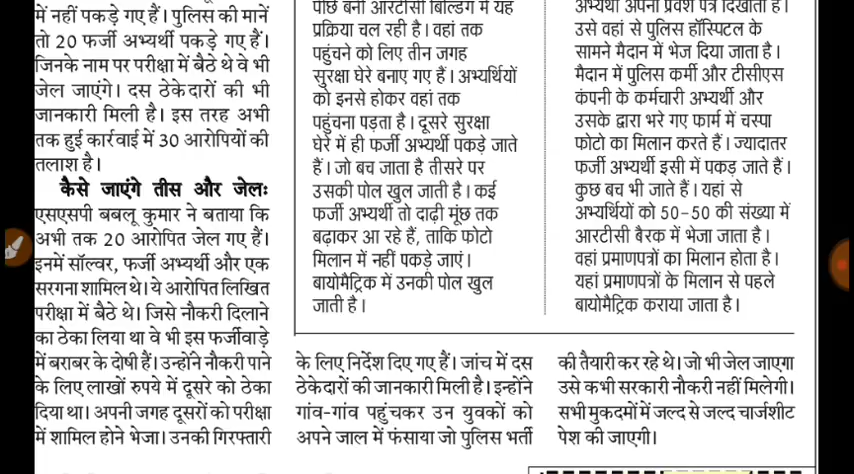 में नहीं पकड़े गए हैं। पुलिस की मानें
तो 20 फर्जी अभ्यर्थी पकड़े गए हैं।
जिनके नाम पर परीक्षा में बैठे थे वे भी
जेल जाएंगे। दस ठेकेदारों की भी
जानकारी मिली है। इस तरह अभी
तक हुई कार्रवाई में 30 आरोपियों की
तलाश है।
कैसे जाएंगे तीस और जेलः
एसएसपी बबलू कुमार ने बताया कि
अभी तक 20 आरोपित जेल गए हैं।
इनमें सॉल्वर, फर्जी अभ्यर्थी और एक
सरगना शामिल थे। ये आरोपित लिखित
परीक्षा में बैठे थे। जिसे नौकरी दिलाने
का ठेका लिया था वे भी इस फर्जीवाड़े
में बराबर के दोषी हैं। उन्होंने नौकरी पाने
के लिए लाखों रुपये में दूसरे को ठेका
दिया था। अपनी जगह दूसरों को परीक्षा
में शामिल होने भेजा। उनकी गिरफ्तारी
पीछे बनी आरटीसी बिल्डिंग में यह
प्रक्रिया चल रही है। वहां तक
पहुंचने को लिए तीन जगह
सुरक्षा घेरे बनाए गए हैं। अभ्यर्थियों
को इनसे होकर वहां तक
पहुंचना पड़ता है। दूसरे सुरक्षा
घेरे में ही फर्जी अभ्यर्थी पकड़े जाते
हैं। जो बच जाता है तीसरे पर
उसकी पोल खुल जाती है। कई
फर्जी अभ्यर्थी तो दाढ़ी मूंछ तक
बढ़ाकर आ रहे हैं, ताकि फोटो
मिलान में नहीं पकड़े जाएं।
बायोमैट्रिक में उनकी पोल खुल
जाती है।
अभ्यर्थी अपना प्रवेश पत्र दिखाता है।
उसे वहां से पुलिस हॉस्पिटल के
सामने मैदान में भेज दिया जाता है।
मैदान में पुलिस कर्मी और टीसीएस
कंपनी के कर्मचारी अभ्यर्थी और
उसके द्वारा भरे गए फार्म में चस्पा
फोटो का मिलान करते हैं। ज्यादातर
फर्जी अभ्यर्थी इसी में पकड़ जाते हैं।
कुछ बच भी जाते हैं। यहां से
अभ्यर्थियों को 50-50 की संख्या में
आरटीसी बैरक में भेजा जाता है।
वहां प्रमाणपत्रों का मिलान होता है।
यहां प्रमाणपत्रों के मिलान से पहले
बायोमैट्रिक कराया जाता है।
के लिए निर्देश दिए गए हैं। जांच में दस
ठेकेदारों की जानकारी मिली है। इन्होंने
गांव-गांव पहुंचकर उन युवकों को
अपने जाल में फंसाया जो पुलिस भर्ती
की तैयारी कर रहे थे। जो भी जेल जाएगा
उसे कभी सरकारी नौकरी नहीं मिलेगी।
सभी मुकदमों में जल्द से जल्द चार्जशीट
पेश की जाएगी।